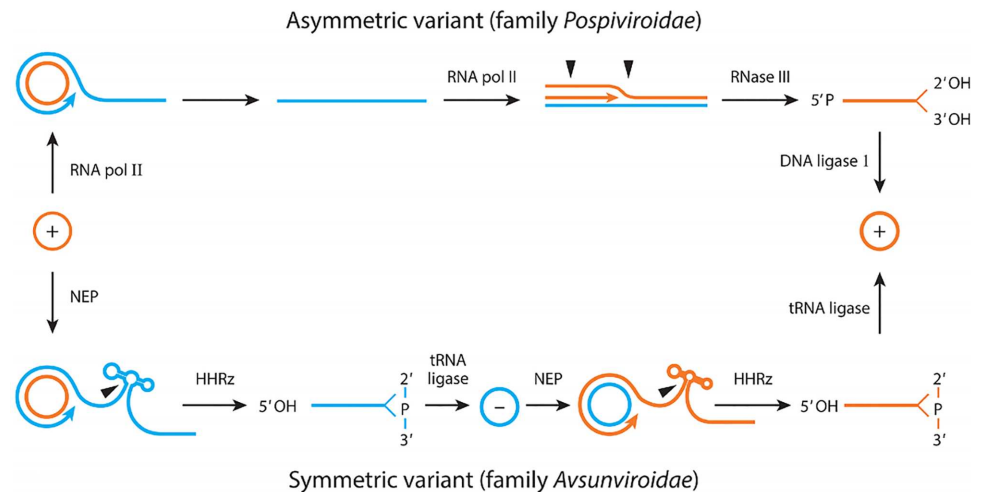 Asymmetric variant (family Pospiviroidae)
RNA pol II
RNase III
5′P
2′OH
3′OH
RNA pol II
DNA ligase 1
+
+
NEP
tRNA ligase
HHRz
5′OH
2′
P
3′
tRNA
ligase
−
NEP
HHRz
5′OH
2′
P
3′
Symmetric variant (family Avsunviroidae)